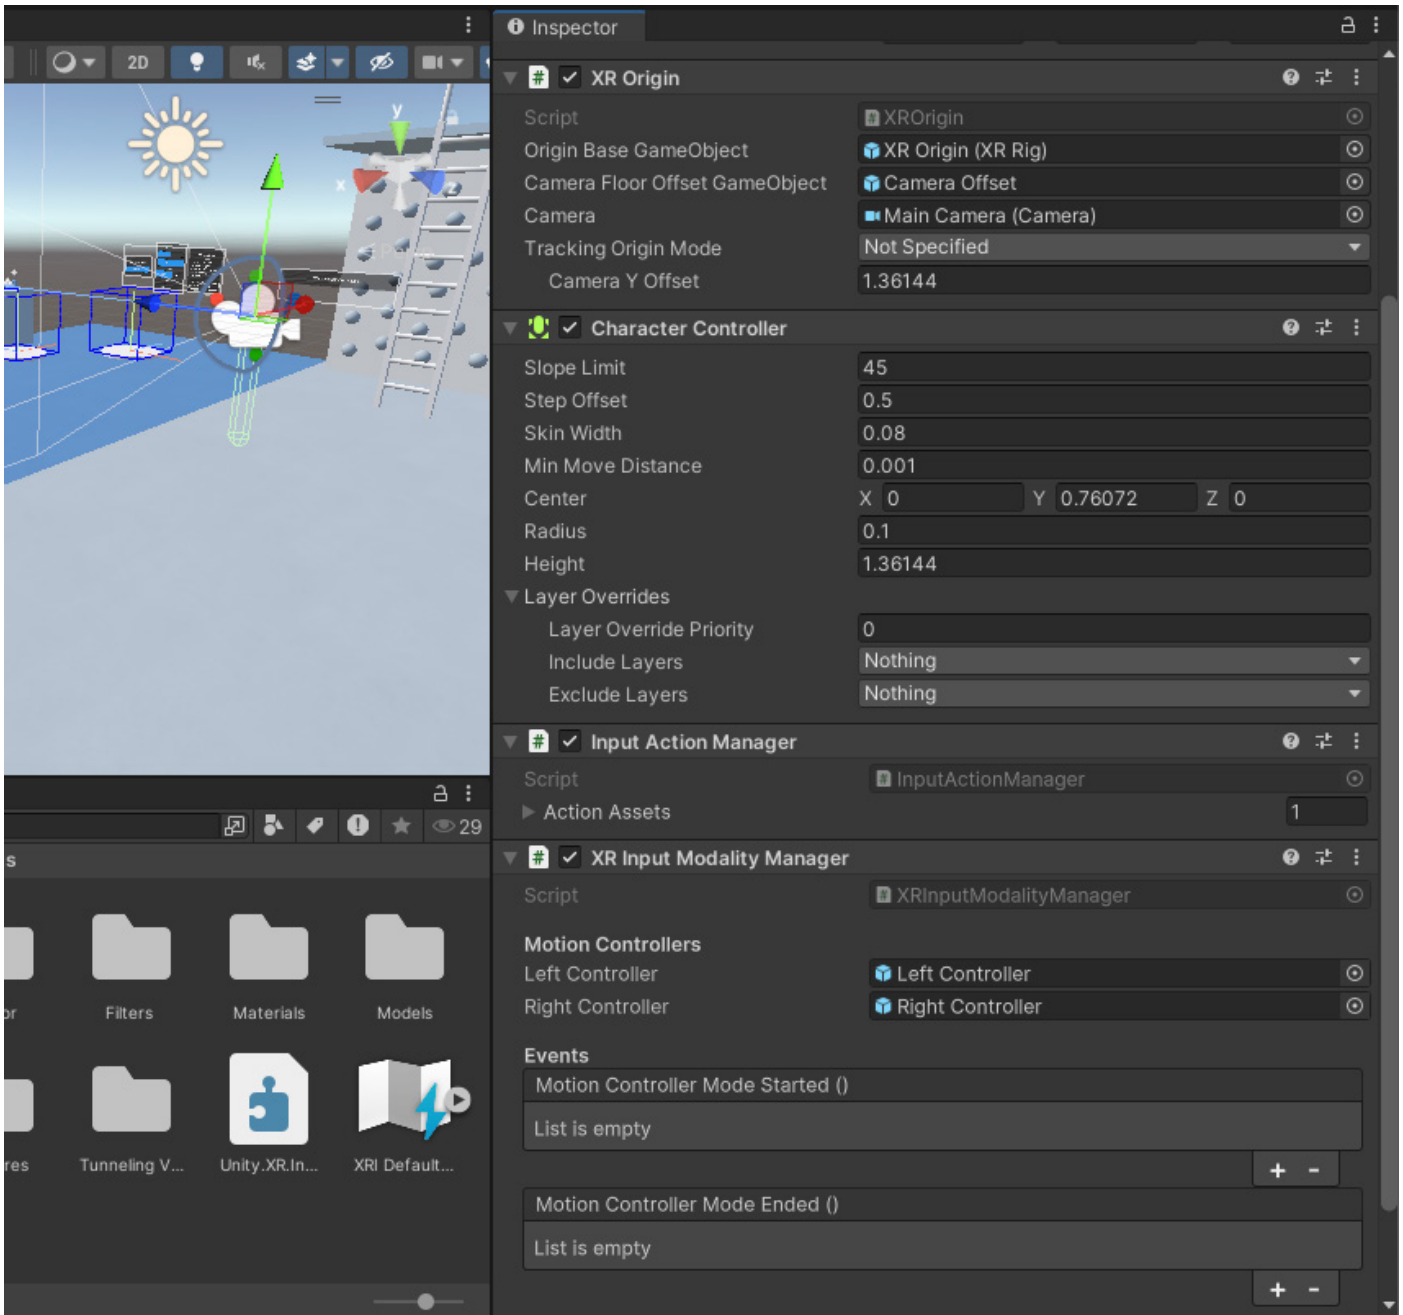 Inspector
2D
XR Origin
Script XROrigin
Origin Base GameObject XR Origin (XR Rig)
Camera Floor Offset GameObject Camera Offset
Camera Main Camera (Camera)
Tracking Origin Mode Not Specified
Camera Y Offset 1.36144
y
x
z
Character Controller
Slope Limit 45
Step Offset 0.5
Skin Width 0.08
Min Move Distance 0.001
Center X 0 Y 0.76072 Z 0
Radius 0.1
Height 1.36144
Layer Overrides
Layer Override Priority 0
Include Layers Nothing
Exclude Layers Nothing
Input Action Manager
Script InputActionManager
Action Assets 1
XR Input Modality Manager
Script XRInputModalityManager
Motion Controllers
Left Controller Left Controller
Right Controller Right Controller
Events
Motion Controller Mode Started ()
List is empty
+ -
Motion Controller Mode Ended ()
List is empty
+ -
29
s
or Filters Materials Models
res Tunneling V... Unity.XR.In... XRI Default...